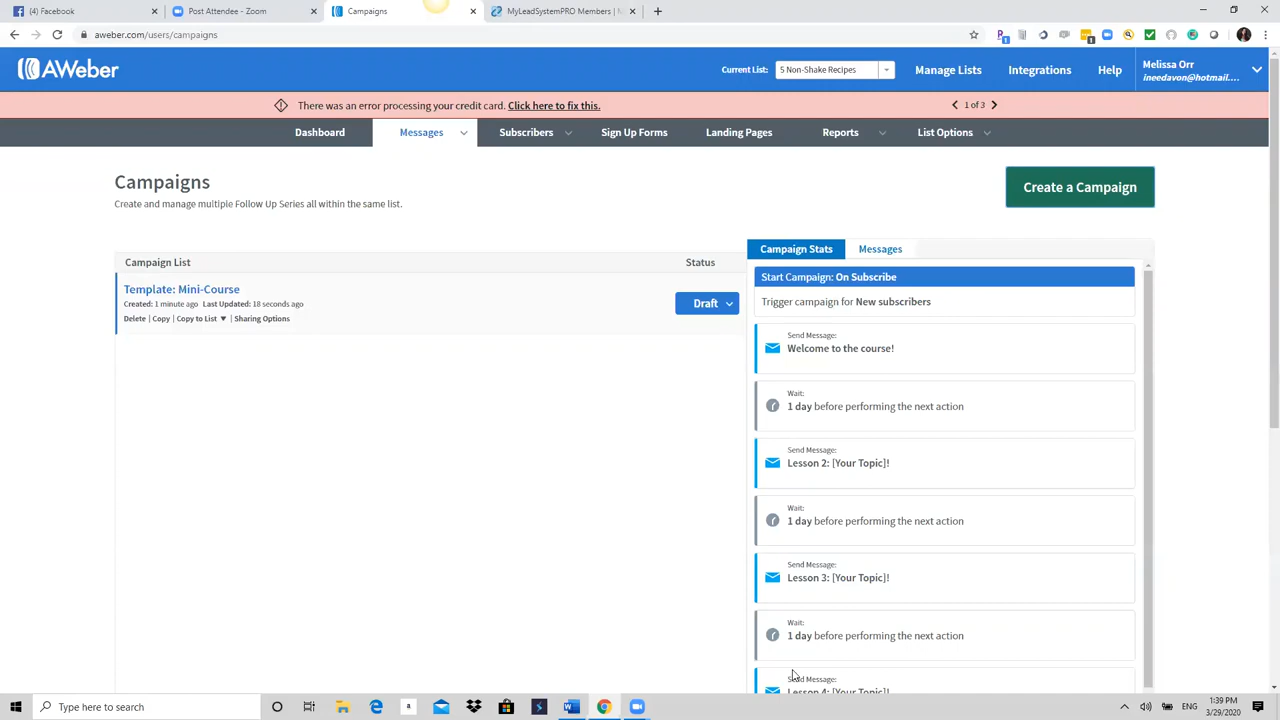 (4) Facebook
Post Attendee - Zoom
Campaigns
MyLeadSystemPRO Members |
aweber.com/users/campaigns
AWeber
Current List:
5 Non-Shake Recipes
Manage Lists
Integrations
Help
Melissa Orr
ineedavon@hotmail....
There was an error processing your credit card. Click here to fix this.
1 of 3
Dashboard
Messages
Subscribers
Sign Up Forms
Landing Pages
Reports
List Options
Campaigns
Create and manage multiple Follow Up Series all within the same list.
Create a Campaign
Campaign List
Status
Template: Mini-Course
Created: 1 minute ago Last Updated: 18 seconds ago
Delete | Copy | Copy to List ▼ | Sharing Options
Draft
Campaign Stats
Messages
Start Campaign: On Subscribe
Trigger campaign for New subscribers
Send Message:
Welcome to the course!
Wait:
1 day before performing the next action
Send Message:
Lesson 2: [Your Topic]!
Wait:
1 day before performing the next action
Send Message:
Lesson 3: [Your Topic]!
Wait:
1 day before performing the next action
Send Message:
Lesson 4: [Your Topic]!
Type here to search
ENG
1:39 PM
3/29/2020